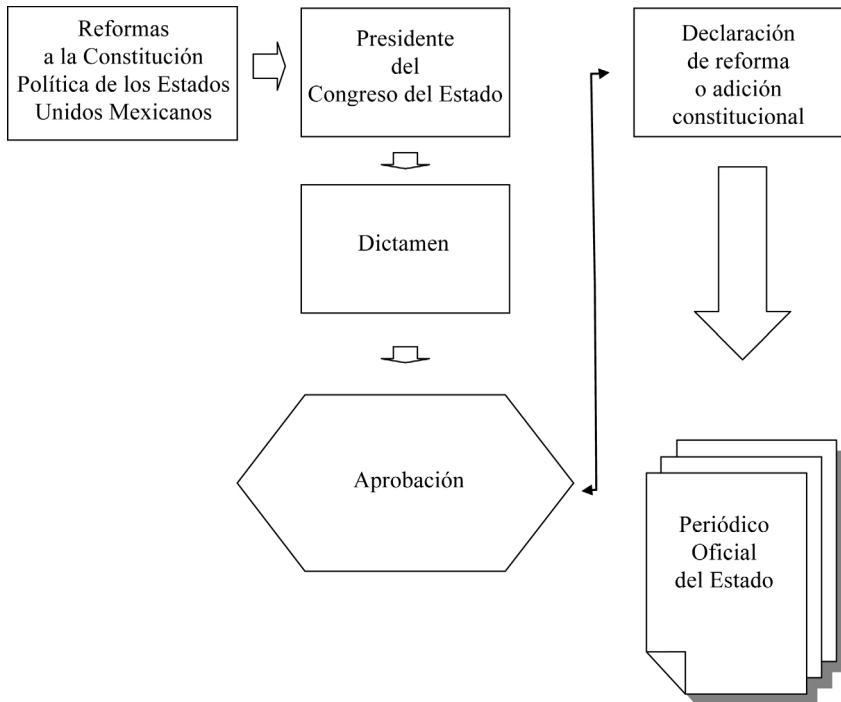 Reformas
a la Constitución
Política de los Estados
Unidos Mexicanos
Presidente
del
Congreso del Estado
Dictamen
Aprobación
Declaración
de reforma
o adición
constitucional
Periódico
Oficial
del Estado